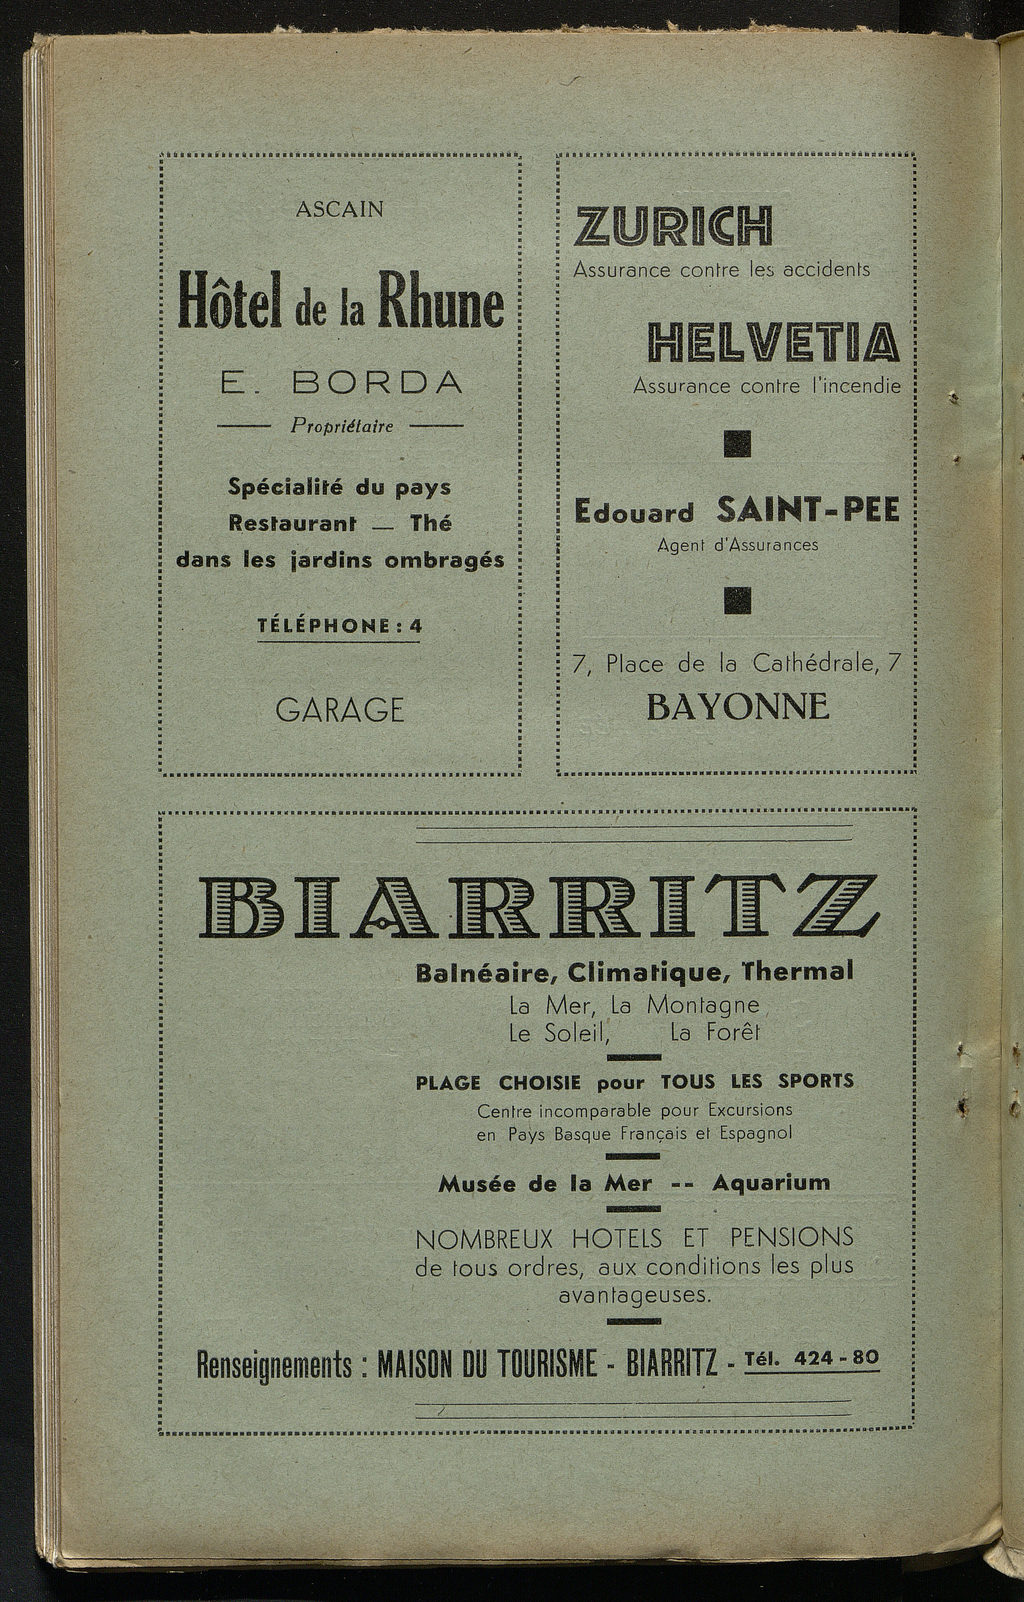 ASCAIN
Hôtel de la Rhune
E. BORDA
Propriétaire
Spécialité du pays
Restaurant — Thé
dans les jardins ombragés
TÉLÉPHONE : 4
GARAGE
ZURICH
Assurance contre les accidents
HELVETIA
Assurance contre l'incendie
Edouard SAINT-PEE
Agent d'Assurances
7, Place de la Cathédrale, 7
BAYONNE
BIARRITZ
Balnéaire, Climatique, Thermal
La Mer, La Montagne,
Le Soleil, La Forêt
PLAGE CHOISIE pour TOUS LES SPORTS
Centre incomparable pour Excursions
en Pays Basque Français et Espagnol
Musée de la Mer -- Aquarium
NOMBREUX HOTELS ET PENSIONS
de tous ordres, aux conditions les plus
avantageuses.
Renseignements : MAISON DU TOURISME - BIARRITZ - Tél. 424-80